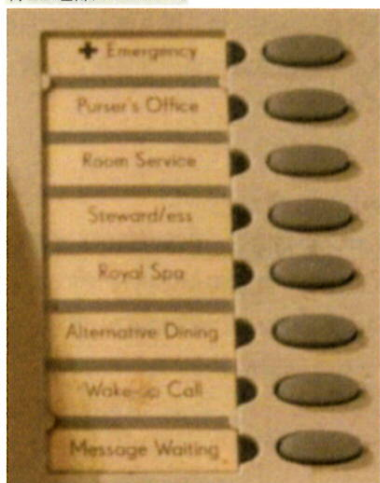 + Emergency
Purser's Office
Room Service
Steward/ess
Royal Spa
Alternative Dining
Wake-up Call
Message Waiting